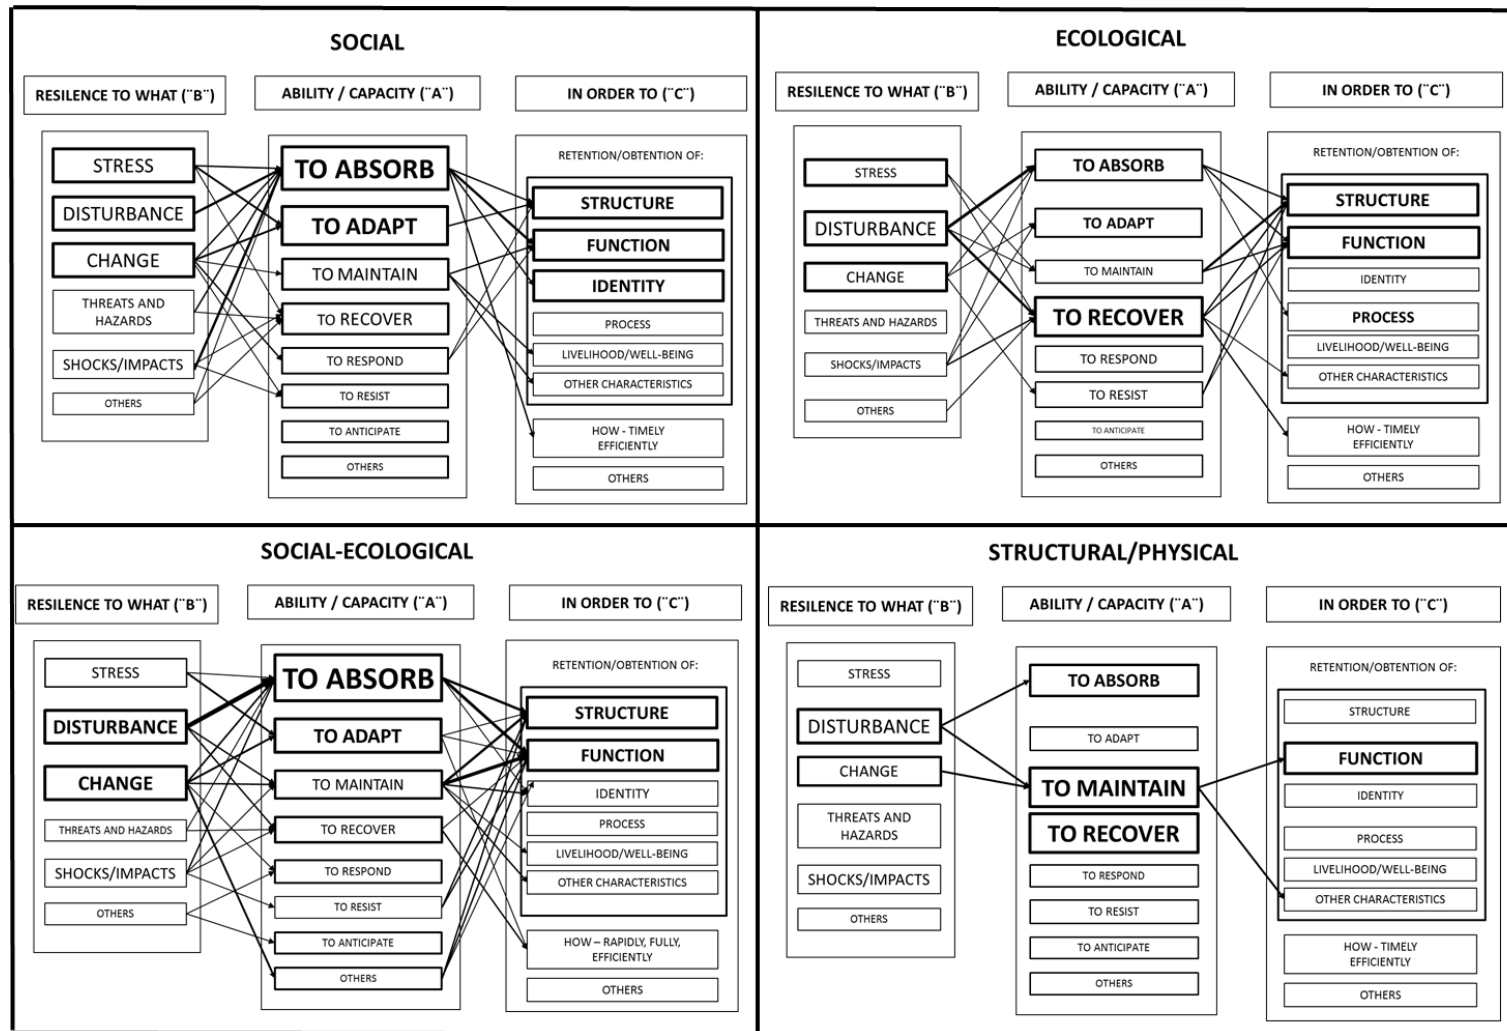 SOCIAL
RESILENCE TO WHAT (¨B¨)
ABILITY / CAPACITY (¨A¨)
IN ORDER TO (¨C¨)
STRESS
DISTURBANCE
CHANGE
THREATS AND
HAZARDS
SHOCKS/IMPACTS
OTHERS
TO ABSORB
TO ADAPT
TO MAINTAIN
TO RECOVER
TO RESPOND
TO RESIST
TO ANTICIPATE
OTHERS
RETENTION/OBTENTION OF:
STRUCTURE
FUNCTION
IDENTITY
PROCESS
LIVELIHOOD/WELL-BEING
OTHER CHARACTERISTICS
HOW - TIMELY
EFFICIENTLY
OTHERS
ECOLOGICAL
RESILENCE TO WHAT (¨B¨)
ABILITY / CAPACITY (¨A¨)
IN ORDER TO (¨C¨)
STRESS
DISTURBANCE
CHANGE
THREATS AND HAZARDS
SHOCKS/IMPACTS
OTHERS
TO ABSORB
TO ADAPT
TO MAINTAIN
TO RECOVER
TO RESPOND
TO RESIST
TO ANTICIPATE
OTHERS
RETENTION/OBTENTION OF:
STRUCTURE
FUNCTION
IDENTITY
PROCESS
LIVELIHOOD/WELL-BEING
OTHER CHARACTERISTICS
HOW - TIMELY
EFFICIENTLY
OTHERS
SOCIAL-ECOLOGICAL
RESILENCE TO WHAT (¨B¨)
ABILITY / CAPACITY (¨A¨)
IN ORDER TO (¨C¨)
STRESS
DISTURBANCE
CHANGE
THREATS AND HAZARDS
SHOCKS/IMPACTS
OTHERS
TO ABSORB
TO ADAPT
TO MAINTAIN
TO RECOVER
TO RESPOND
TO RESIST
TO ANTICIPATE
OTHERS
RETENTION/OBTENTION OF:
STRUCTURE
FUNCTION
IDENTITY
PROCESS
LIVELIHOOD/WELL-BEING
OTHER CHARACTERISTICS
HOW – RAPIDLY, FULLY,
EFFICIENTLY
OTHERS
STRUCTURAL/PHYSICAL
RESILENCE TO WHAT (¨B¨)
ABILITY / CAPACITY (¨A¨)
IN ORDER TO (¨C¨)
STRESS
DISTURBANCE
CHANGE
THREATS AND
HAZARDS
SHOCKS/IMPACTS
OTHERS
TO ABSORB
TO ADAPT
TO MAINTAIN
TO RECOVER
TO RESPOND
TO RESIST
TO ANTICIPATE
OTHERS
RETENTION/OBTENTION OF:
STRUCTURE
FUNCTION
IDENTITY
PROCESS
LIVELIHOOD/WELL-BEING
OTHER CHARACTERISTICS
HOW - TIMELY
EFFICIENTLY
OTHERS